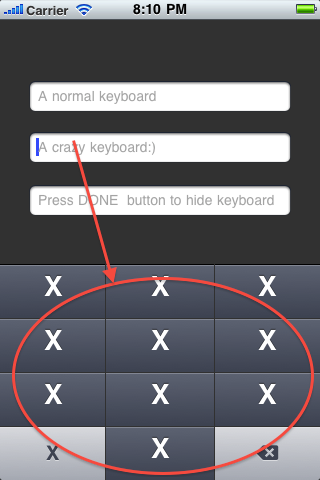 Carrier 8:10 PM
A normal keyboard
A crazy keyboard:)
Press DONE  button to hide keyboard
X X X
X X X
X X X
X X